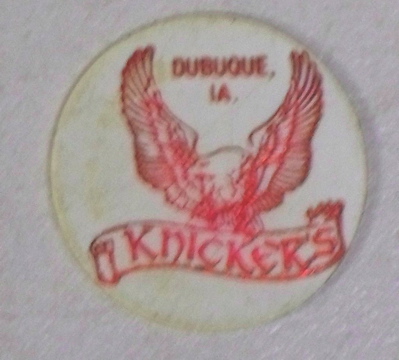 DUBUQUE,
IA.
KNICKER'S